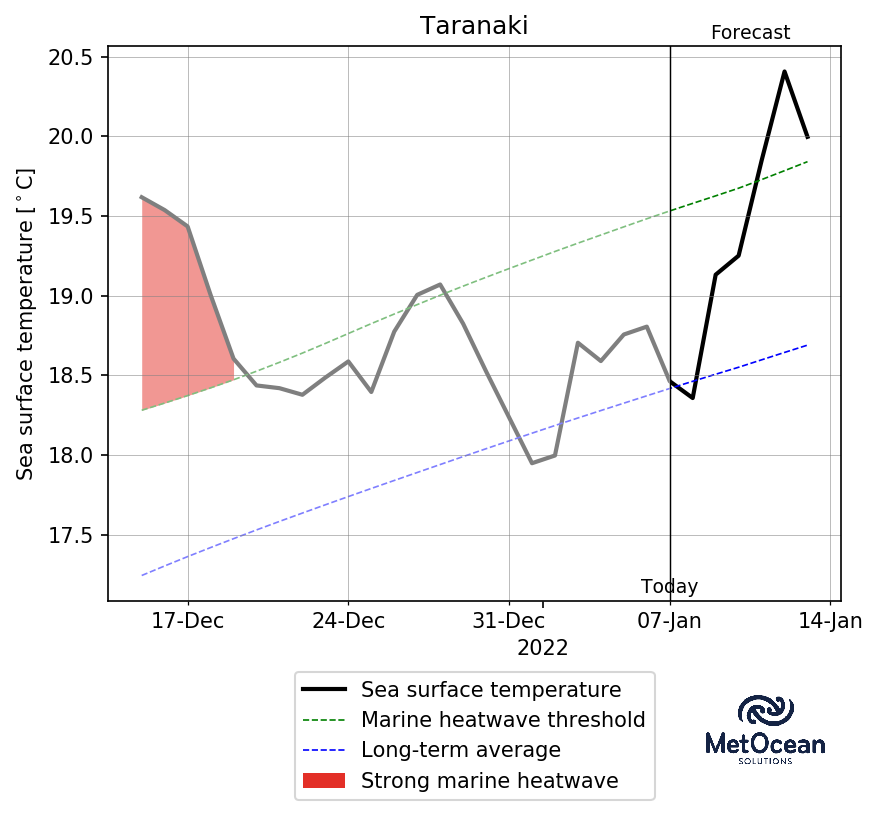 Taranaki
Forecast
Sea surface temperature [°C]
20.5
20.0
19.5
19.0
18.5
18.0
17.5
Today
17-Dec
24-Dec
31-Dec
07-Jan
14-Jan
2022
Sea surface temperature
Marine heatwave threshold
Long-term average
Strong marine heatwave
MetOcean
SOLUTIONS